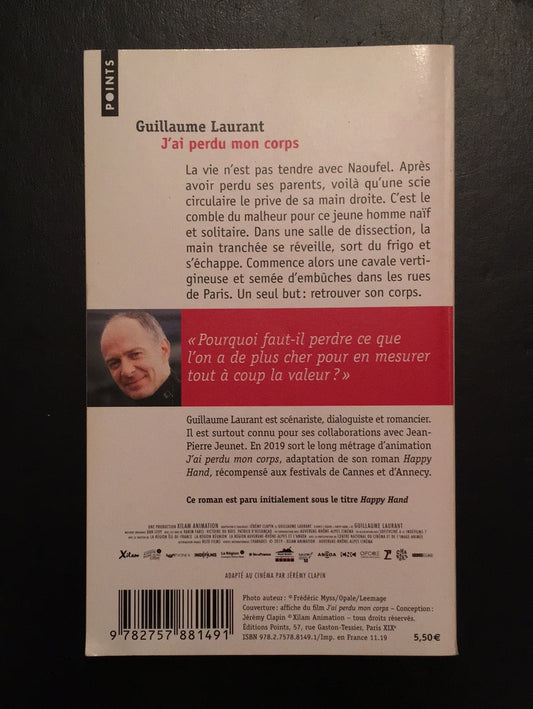 POINTS
Guillaume Laurant
J'ai perdu mon corps
La vie n'est pas tendre avec Naoufel. Après
avoir perdu ses parents, voilà qu'une scie
circulaire le prive de sa main droite. C'est le
comble du malheur pour ce jeune homme naïf
et solitaire. Dans une salle de dissection, la
main tranchée se réveille, sort du frigo et
s'échappe. Commence alors une cavale verti-
gineuse et semée d'embûches dans les rues
de Paris. Un seul but : retrouver son corps.
« Pourquoi faut-il perdre ce que
l'on a de plus cher pour en mesurer
tout à coup la valeur ? »
Guillaume Laurant est scénariste, dialoguiste et romancier.
Il est surtout connu pour ses collaborations avec Jean-
Pierre Jeunet. En 2019 sort le long métrage d'animation
J'ai perdu mon corps, adaptation de son roman Happy
Hand, récompensé aux festivals de Cannes et d'Annecy.
Ce roman est paru initialement sous le titre Happy Hand
UNE PRODUCTION XILAM ANIMATION JÉRÉMY CLAPIN GUILLAUME LAURANT GUILLAUME LAURANT
DAN LEVY
Xilam
ADAPTÉ AU CINÉMA PAR JÉRÉMY CLAPIN
Photo auteur : © Frédéric Myss/Opale/Leemage
Couverture : affiche du film J'ai perdu mon corps – Conception :
Jérémy Clapin © Xilam Animation – tous droits réservés.
Éditions Points, 57, rue Gaston-Tessier, Paris XIXe
ISBN 978.2.7578.8149.1/Imp. en France 11.19
5,50 €
9 782757 881491